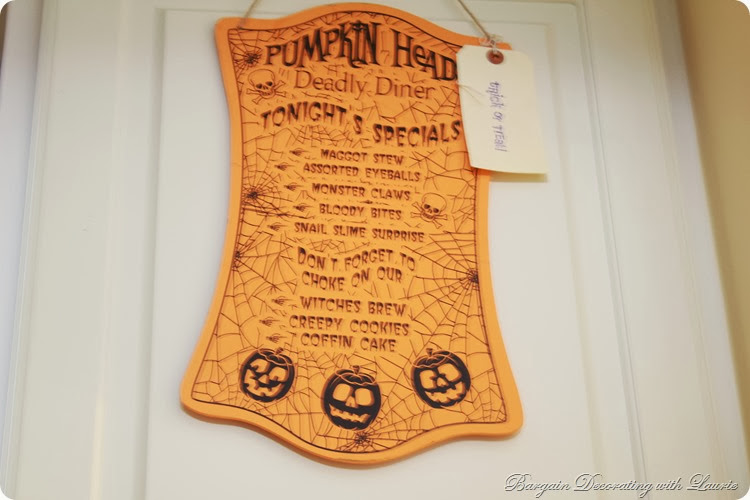 PUMPKIN HEAD
Deadly Diner
TONIGHT'S SPECIALS
MAGGOT STEW
ASSORTED EYEBALLS
MONSTER CLAWS
BLOODY BITES
SNAIL SLIME SURPRISE
DON'T FORGET TO
CHOKE ON OUR
WITCHES BREW
CREEPY COOKIES
COFFIN CAKE
trick or TREAT
Bargain Decorating with Laurie